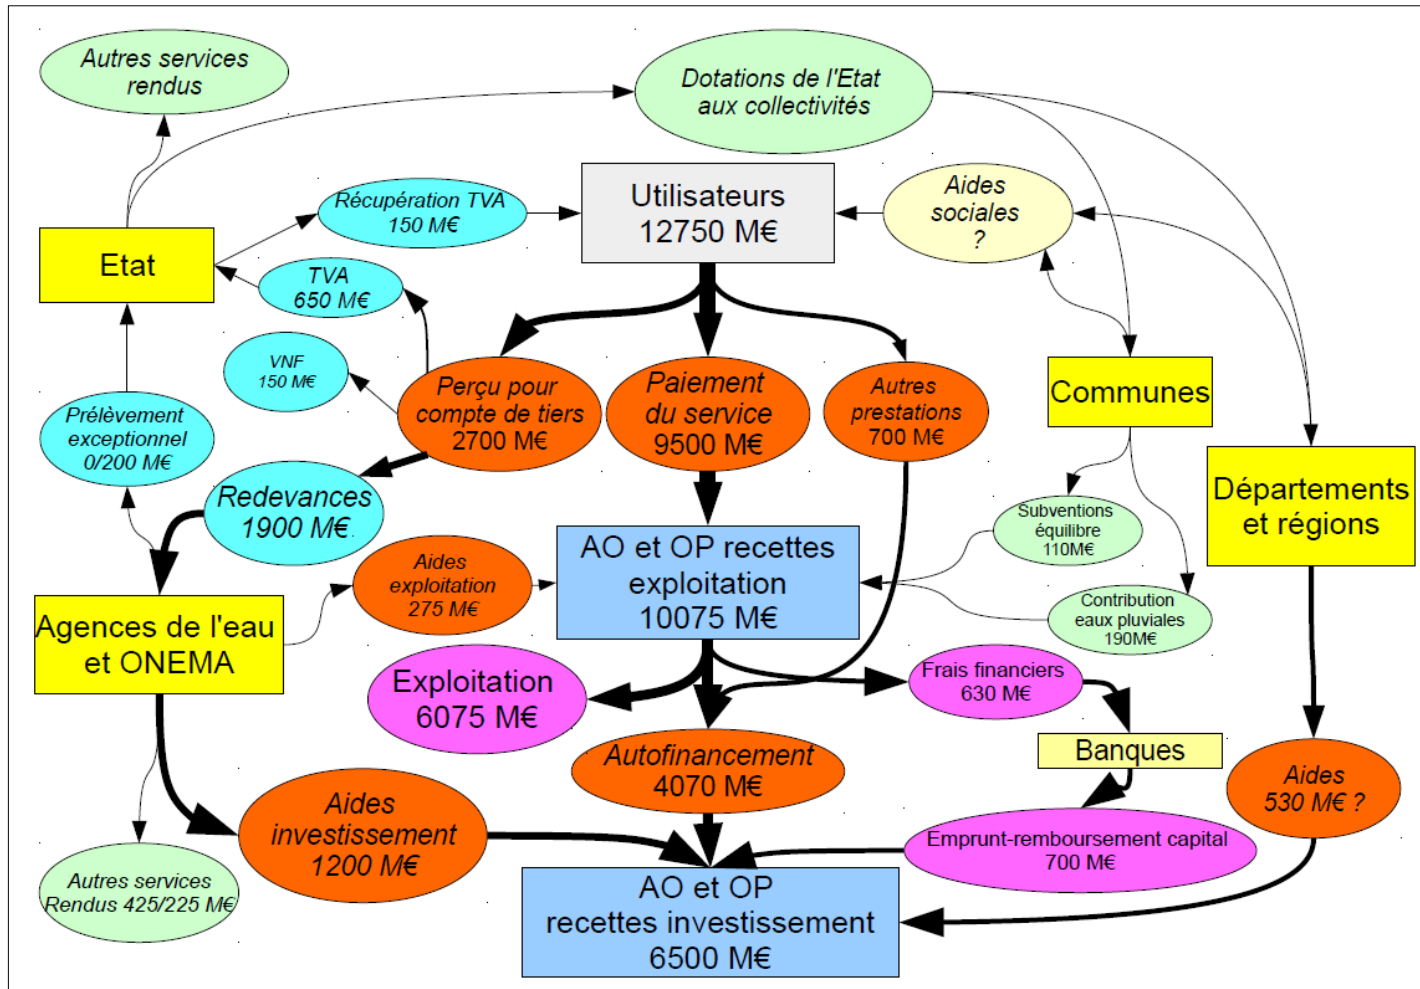 Autres services
rendus
Dotations de l'Etat
aux collectivités
Récupération TVA
150 M€
Utilisateurs
12750 M€
Aides
sociales
?
Etat
TVA
650 M€
VNF
150 M€
Perçu pour
compte de tiers
2700 M€
Paiement
du service
9500 M€
Autres
prestations
700 M€
Communes
Prélèvement
exceptionnel
0/200 M€
Redevances
1900 M€
Départements
et régions
Subventions
équilibre
110M€
AO et OP recettes
exploitation
10075 M€
Aides
exploitation
275 M€
Contribution
eaux pluviales
190M€
Agences de l'eau
et ONEMA
Exploitation
6075 M€
Frais financiers
630 M€
Autofinancement
4070 M€
Banques
Aides
530 M€ ?
Aides
investissement
1200 M€
Emprunt-remboursement capital
700 M€
Autres services
Rendus 425/225 M€
AO et OP
recettes investissement
6500 M€